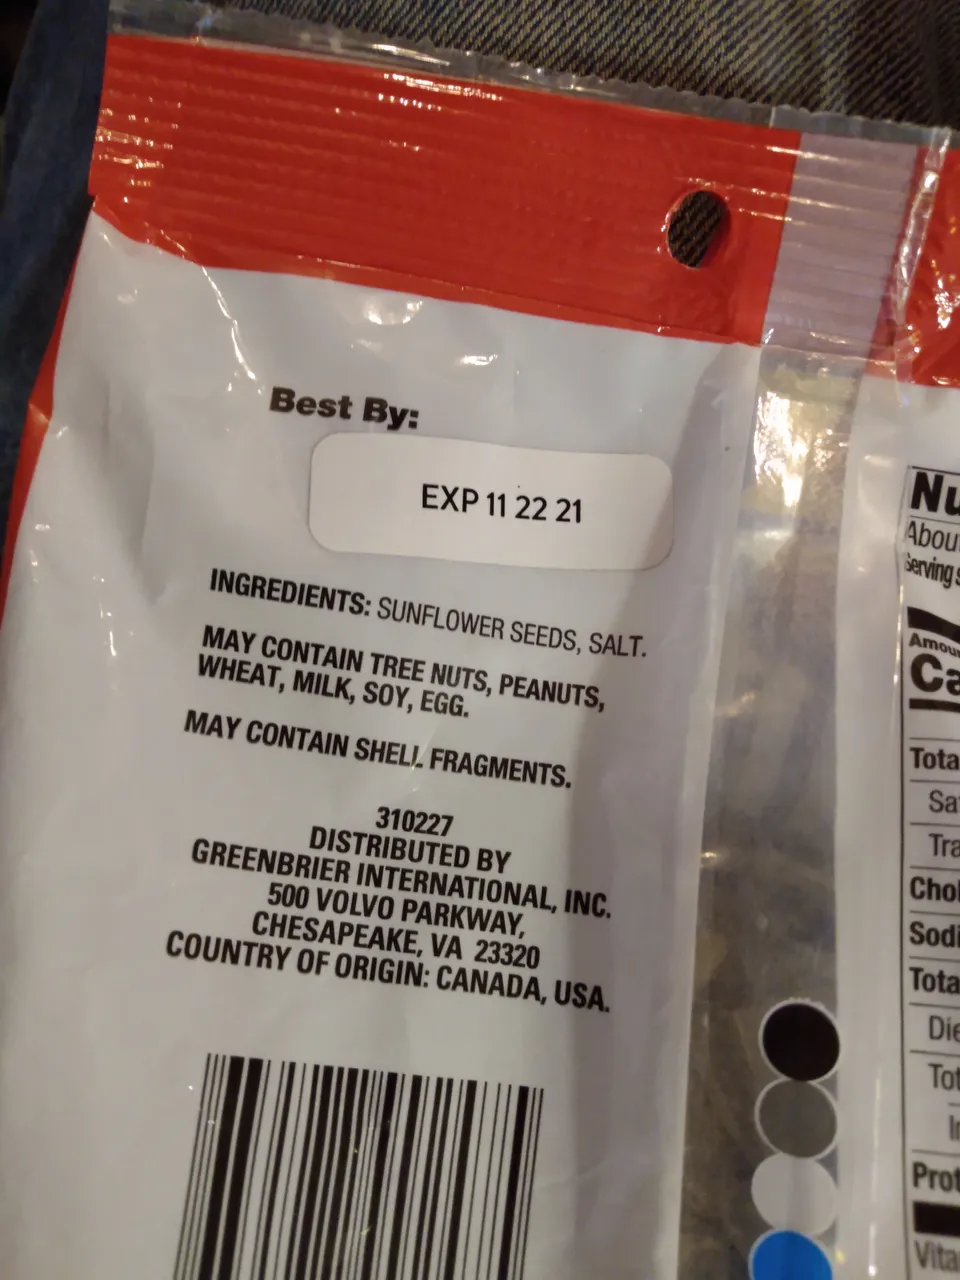 Best By:
EXP 11 22 21
INGREDIENTS: SUNFLOWER SEEDS, SALT.
MAY CONTAIN TREE NUTS, PEANUTS,
WHEAT, MILK, SOY, EGG.
MAY CONTAIN SHELL FRAGMENTS.
310227
DISTRIBUTED BY
GREENBRIER INTERNATIONAL, INC.
500 VOLVO PARKWAY,
CHESAPEAKE, VA 23320
COUNTRY OF ORIGIN: CANADA, USA.